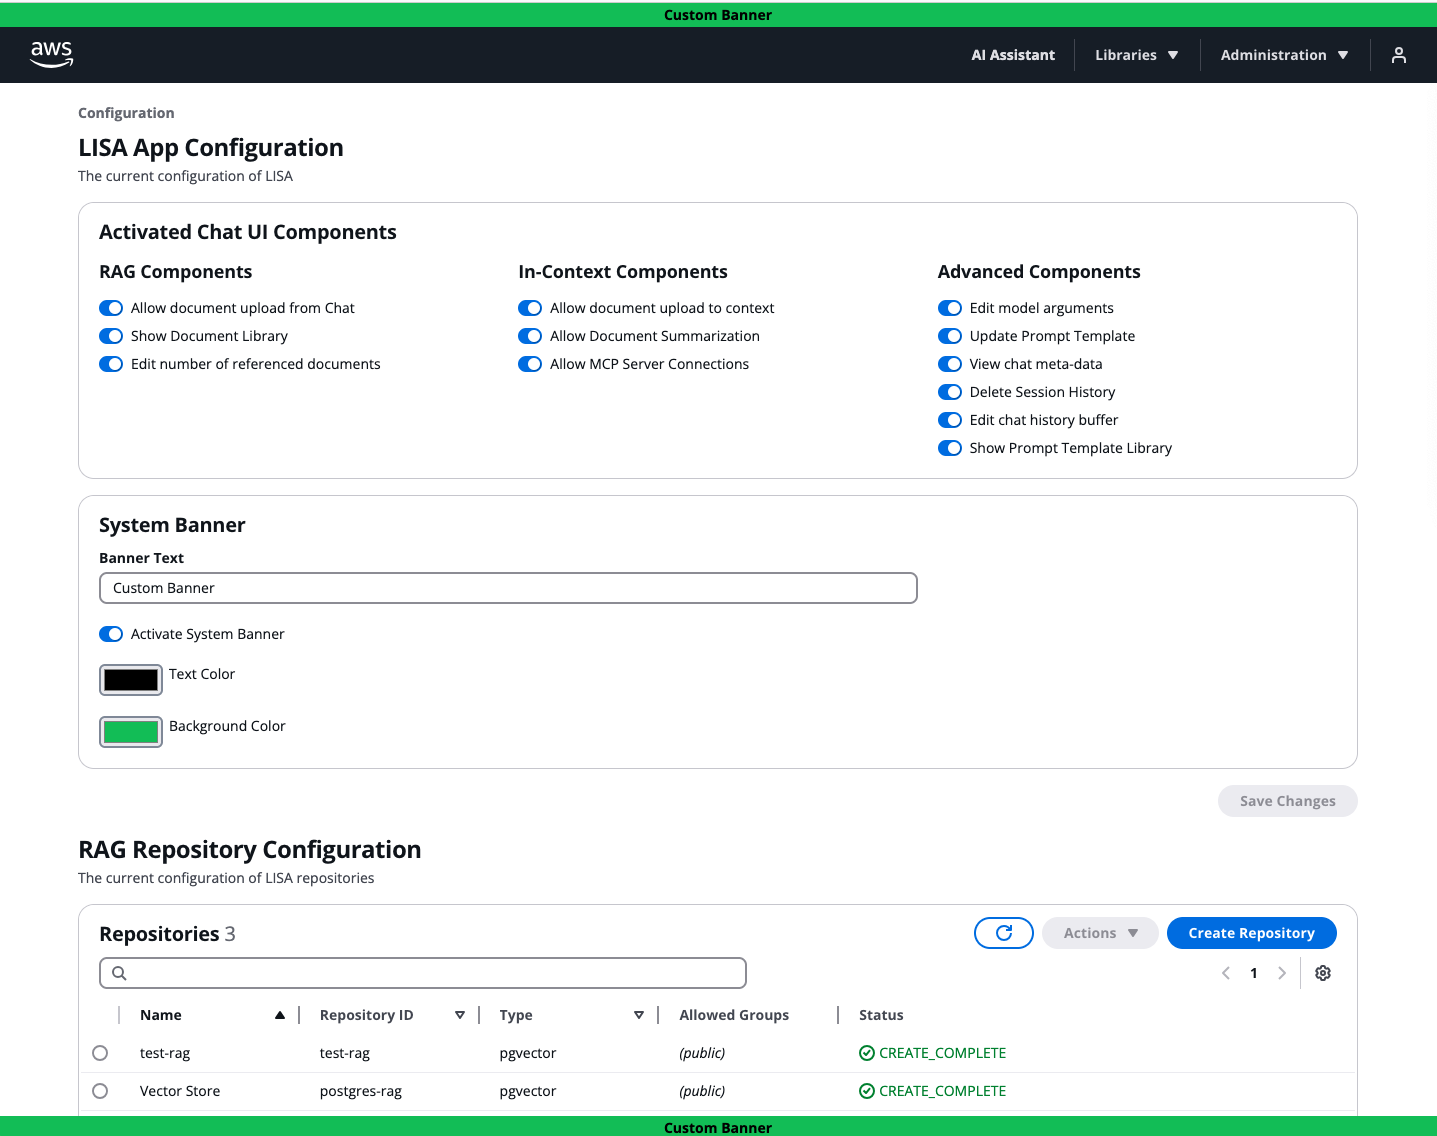 Custom Banner
aws
AI Assistant
Libraries
Administration
Configuration
LISA App Configuration
The current configuration of LISA
Activated Chat UI Components
RAG Components
Allow document upload from Chat
Show Document Library
Edit number of referenced documents
In-Context Components
Allow document upload to context
Allow Document Summarization
Allow MCP Server Connections
Advanced Components
Edit model arguments
Update Prompt Template
View chat meta-data
Delete Session History
Edit chat history buffer
Show Prompt Template Library
System Banner
Banner Text
Custom Banner
Activate System Banner
Text Color
Background Color
Save Changes
RAG Repository Configuration
The current configuration of LISA repositories
Repositories 3
Actions
Create Repository
1
Name Repository ID Type Allowed Groups Status
test-rag test-rag pgvector (public) CREATE_COMPLETE
Vector Store postgres-rag pgvector (public) CREATE_COMPLETE
Custom Banner